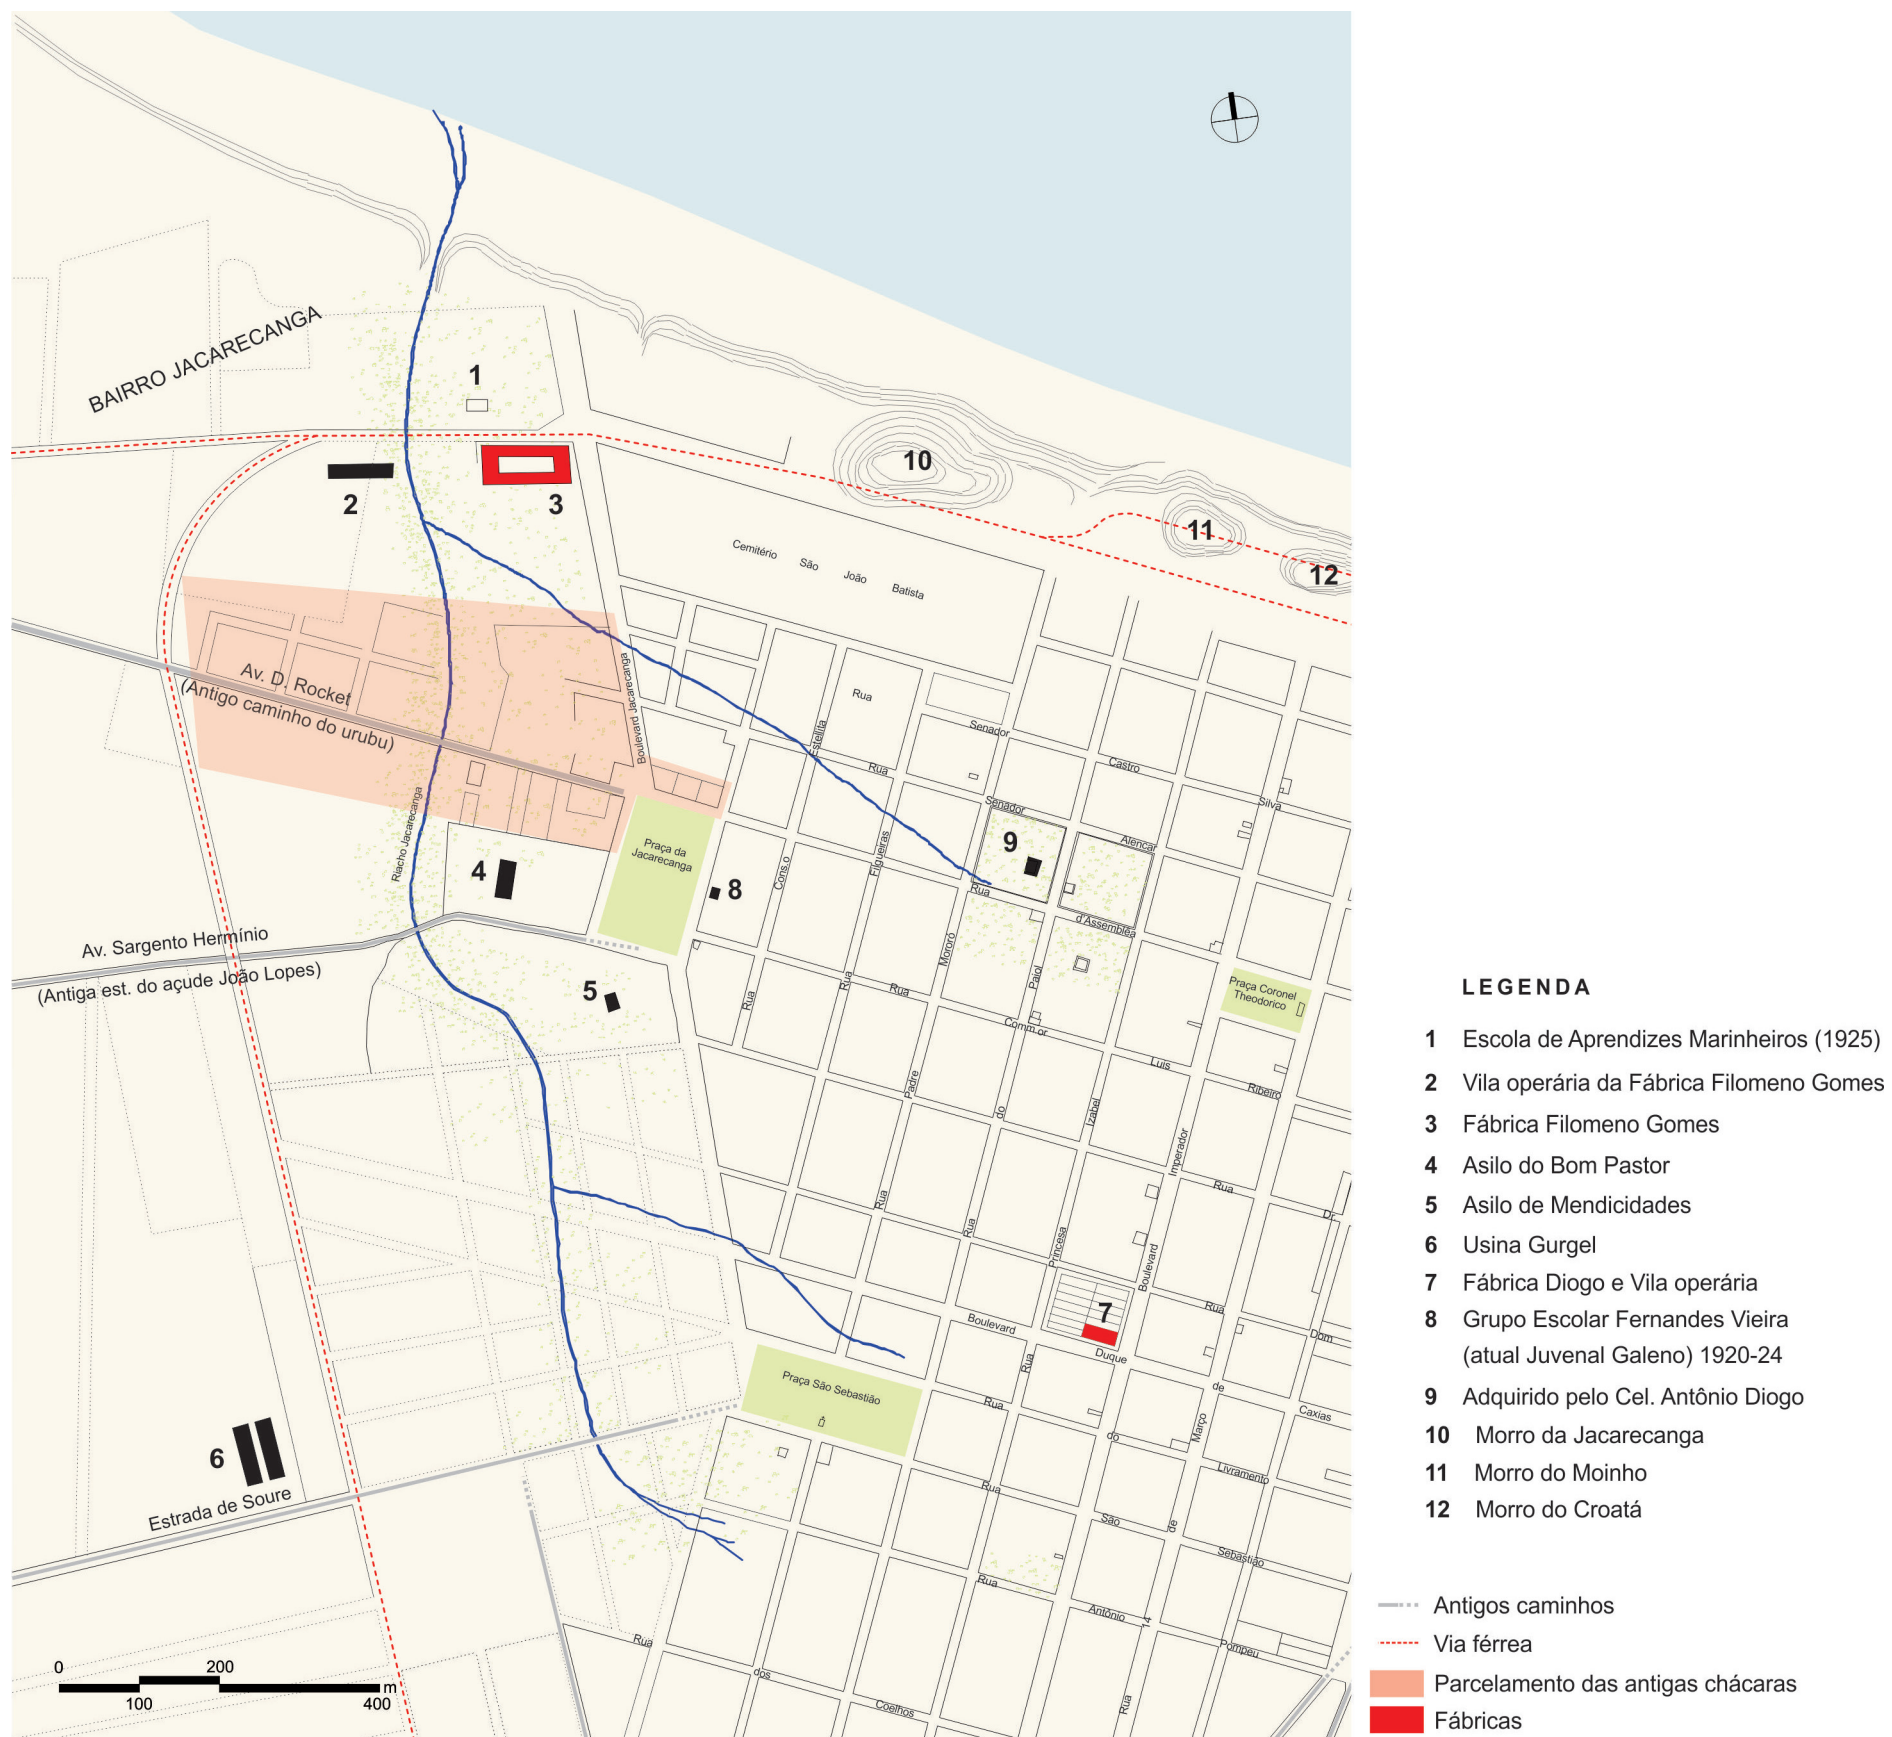 BAIRRO JACARECANGA
1
2
3
10
11
12
Cemitério São João Batista
Av. D. Rocket
(Antigo caminho do urubu)
Boulevard Jacarecanga
Riacho Jacarecanga
Rua
Senador
Castro
Silva
Estellita
Rua
Senador
Alencar
Praça da
Jacarecanga
4
8
9
Cons.o
Filgueiras
Rua
d'Assembléa
Av. Sargento Hermínio
(Antiga est. do açude João Lopes)
5
Mororó
Paiol
Praça Coronel
Theodorico
Rua
Rua
Rua
Comm.or
Luis
Ribeiro
Padre
do
Izabel
Imperador
Rua
Dr.
Rua
Rua
Princesa
Boulevard
7
Rua
Dom
Boulevard
Duque
de
Caxias
Rua
Praça São Sebastião
Rua
do
Março
Livramento
6
Estrada de Soure
Rua
São
de
Sebastião
Rua
Antônio
14
Pompeu
Rua
dos
Coelhos
Rua
0 200
100 400 m
LEGENDA
1 Escola de Aprendizes Marinheiros (1925)
2 Vila operária da Fábrica Filomeno Gomes
3 Fábrica Filomeno Gomes
4 Asilo do Bom Pastor
5 Asilo de Mendicidades
6 Usina Gurgel
7 Fábrica Diogo e Vila operária
8 Grupo Escolar Fernandes Vieira
(atual Juvenal Galeno) 1920-24
9 Adquirido pelo Cel. Antônio Diogo
10 Morro da Jacarecanga
11 Morro do Moinho
12 Morro do Croatá
Antigos caminhos
Via férrea
Parcelamento das antigas chácaras
Fábricas